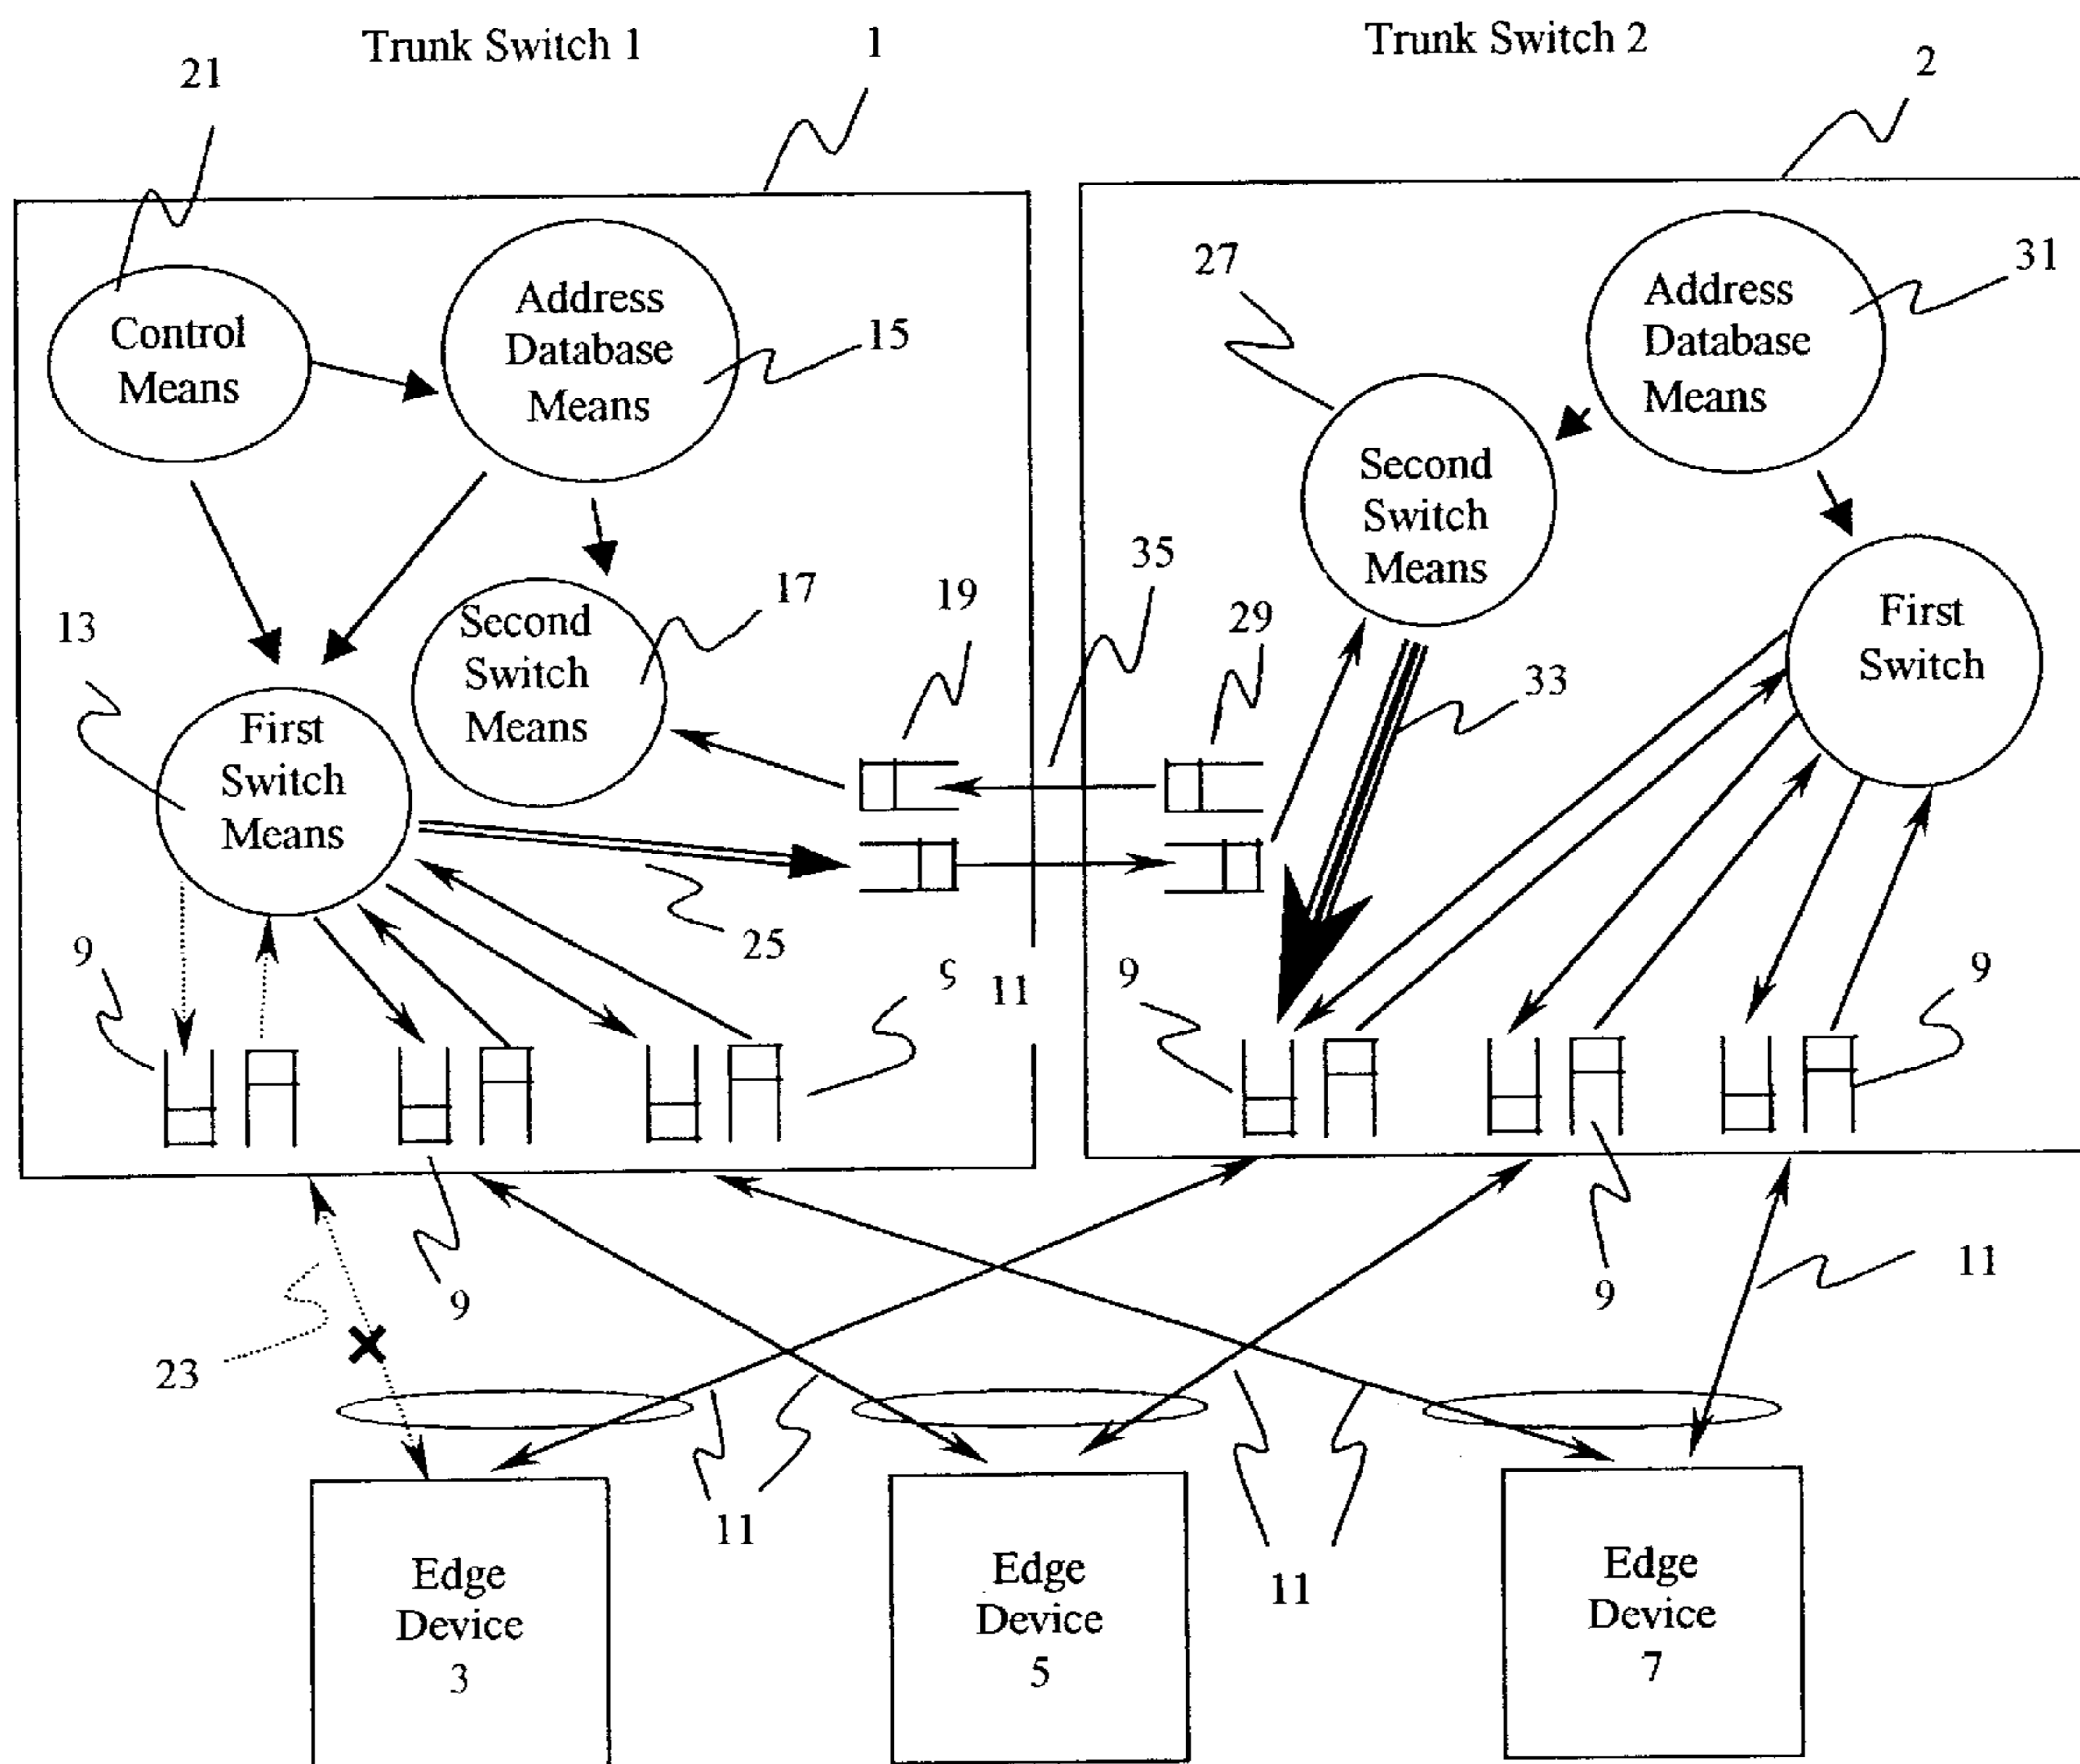 Trunk Switch 1
1
Trunk Switch 2
2
21
Control
Means
Address
Database
Means
15
27
Address
Database
Means
31
Second
Switch
Means
35
17
19
29
13
Second
Switch
Means
First
Switch
33
First
Switch
Means
25
9
9
11
9
9
9
9
23
11
11
11
Edge
Device
3
Edge
Device
5
Edge
Device
7